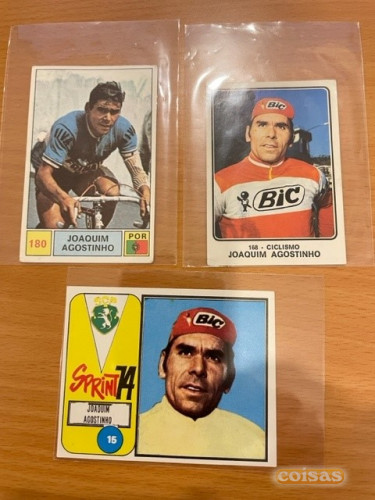 180
JOAQUIM
AGOSTINHO
POR
BiC
BiC
168 - CICLISMO
JOAQUIM AGOSTINHO
SCP
SPRINT 74
JOAQUIM
AGOSTINHO
15
BiC
coisas